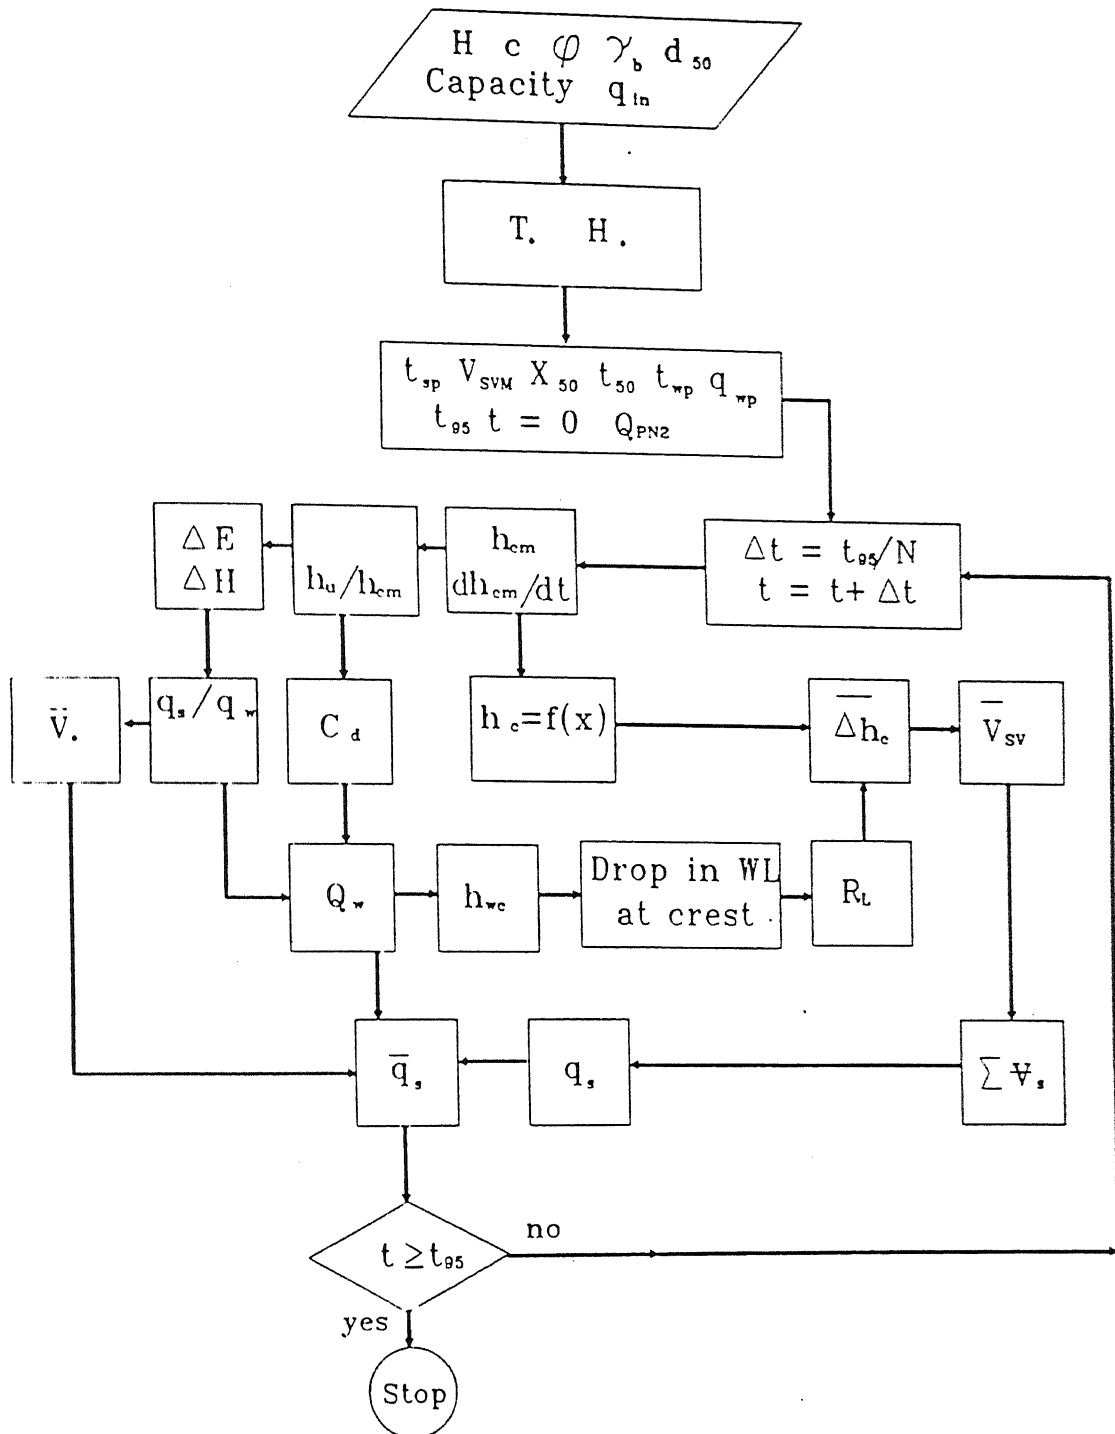 H c φ γb d50
Capacity qin
T. H.
tsp VSVM X50 t50 twp qwp
t95 t = 0 QPN2
Δt = t95/N
t = t+ Δt
hcm
dhcm/dt
hu/hcm
ΔE
ΔH
V̈.
qs/qw
Cd
hc=f(x)
Δhc
V̄sv
Qw
hwc
Drop in WL
at crest
RL
q̄s
qs
∑ V̶s
t ≥ t95
no
yes
Stop